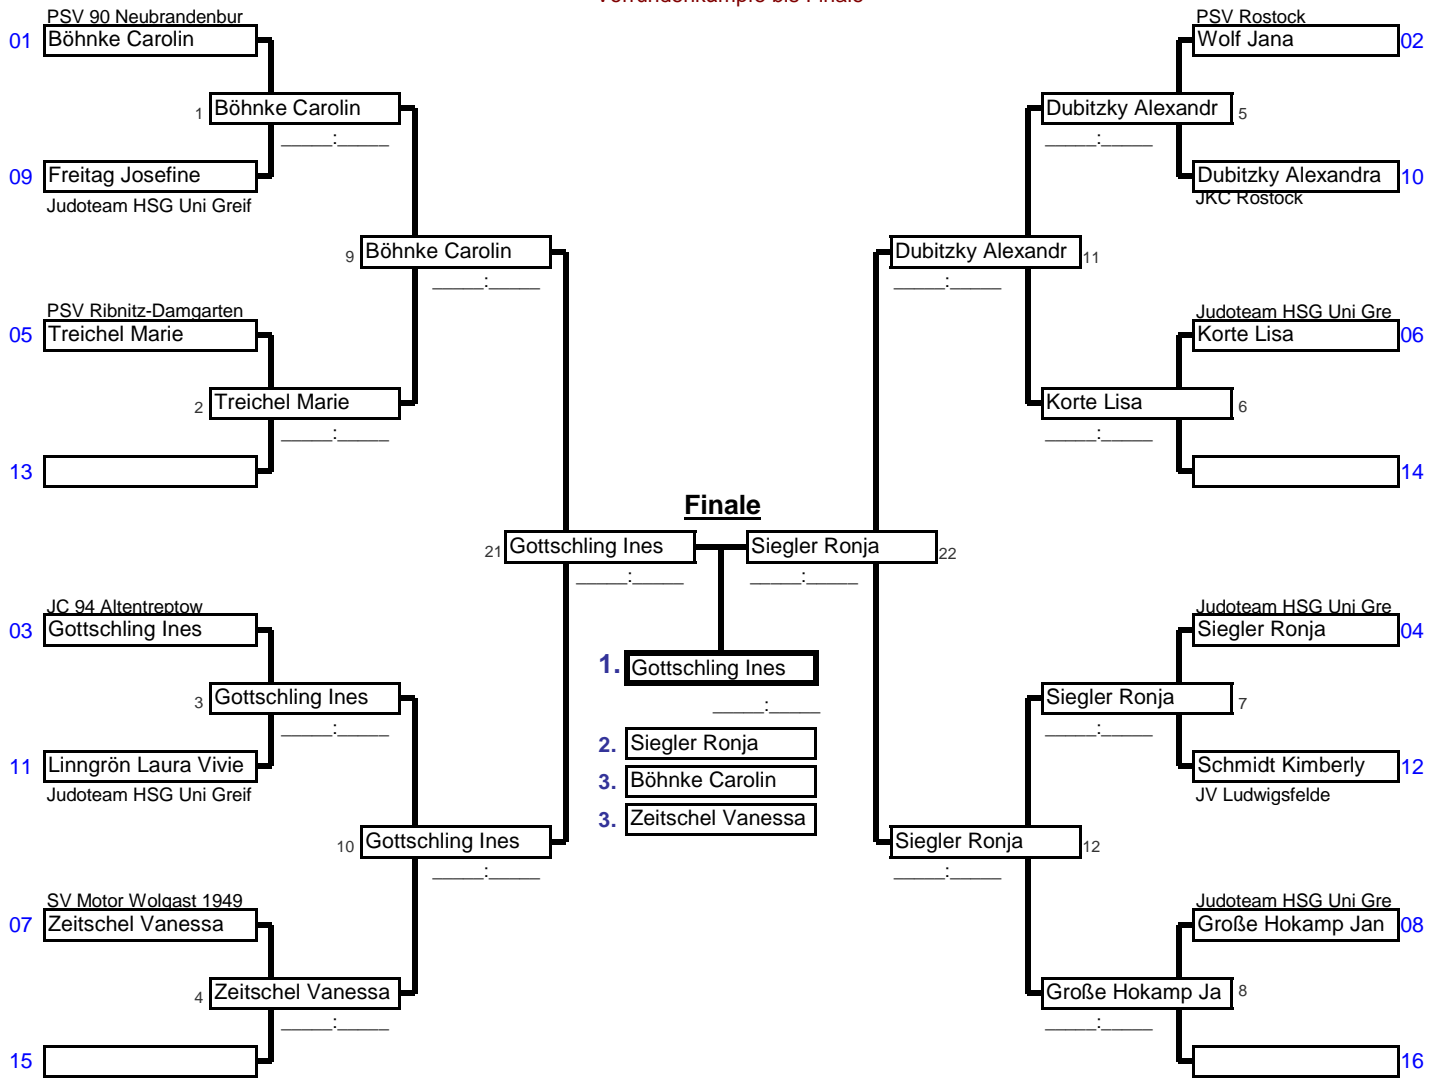 Vorrundenkämpfe bis Finale
PSV 90 Neubrandenbur
01 Böhnke Carolin
1 Böhnke Carolin
_____:_____
09 Freitag Josefine
Judoteam HSG Uni Greif
9 Böhnke Carolin
_____:_____
PSV Ribnitz-Damgarten
05 Treichel Marie
2 Treichel Marie
_____:_____
13
21 Gottschling Ines
_____:_____
JC 94 Altentreptow
03 Gottschling Ines
3 Gottschling Ines
_____:_____
11 Linngrön Laura Vivie
Judoteam HSG Uni Greif
10 Gottschling Ines
_____:_____
SV Motor Wolgast 1949
07 Zeitschel Vanessa
4 Zeitschel Vanessa
_____:_____
15
Finale
1. Gottschling Ines
_____:_____
2. Siegler Ronja
3. Böhnke Carolin
3. Zeitschel Vanessa
PSV Rostock
Wolf Jana 02
Dubitzky Alexandr 5
_____:_____
Dubitzky Alexandra 10
JKC Rostock
Dubitzky Alexandr 11
_____:_____
Judoteam HSG Uni Gre
Korte Lisa 06
Korte Lisa 6
_____:_____
14
Siegler Ronja 22
_____:_____
Judoteam HSG Uni Gre
Siegler Ronja 04
Siegler Ronja 7
_____:_____
Schmidt Kimberly 12
JV Ludwigsfelde
Siegler Ronja 12
_____:_____
Judoteam HSG Uni Gre
Große Hokamp Jan 08
Große Hokamp Ja 8
_____:_____
16